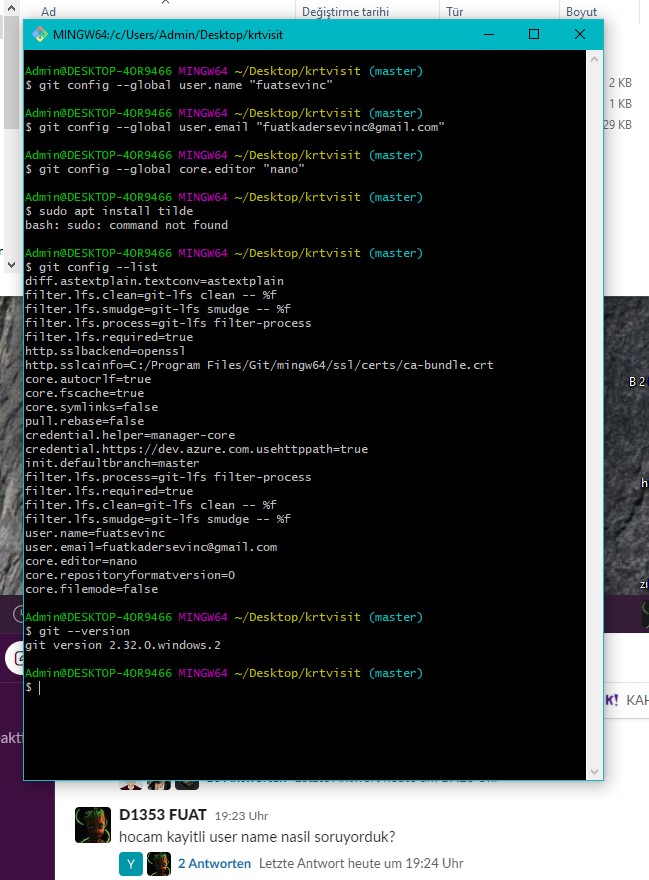 Ad Değiştirme tarihi Tür Boyut
MINGW64:/c/Users/Admin/Desktop/krtvisit
2 KB
1 KB
29 KB
Admin@DESKTOP-4OR9466 MINGW64 ~/Desktop/krtvisit (master)
$ git config --global user.name "fuatsevinc"
Admin@DESKTOP-4OR9466 MINGW64 ~/Desktop/krtvisit (master)
$ git config --global user.email "fuatkadersevinc@gmail.com"
Admin@DESKTOP-4OR9466 MINGW64 ~/Desktop/krtvisit (master)
$ git config --global core.editor "nano"
Admin@DESKTOP-4OR9466 MINGW64 ~/Desktop/krtvisit (master)
$ sudo apt install tilde
bash: sudo: command not found
Admin@DESKTOP-4OR9466 MINGW64 ~/Desktop/krtvisit (master)
$ git config --list
diff.astextplain.textconv=astextplain
filter.lfs.clean=git-lfs clean -- %f
filter.lfs.smudge=git-lfs smudge -- %f
filter.lfs.process=git-lfs filter-process
filter.lfs.required=true
http.sslbackend=openssl
http.sslcainfo=C:/Program Files/Git/mingw64/ssl/certs/ca-bundle.crt
core.autocrlf=true
core.fscache=true
core.symlinks=false
pull.rebase=false
credential.helper=manager-core
credential.https://dev.azure.com.usehttppath=true
init.defaultbranch=master
filter.lfs.process=git-lfs filter-process
filter.lfs.required=true
filter.lfs.clean=git-lfs clean -- %f
filter.lfs.smudge=git-lfs smudge -- %f
user.name=fuatsevinc
user.email=fuatkadersevinc@gmail.com
core.editor=nano
core.repositoryformatversion=0
core.filemode=false
Admin@DESKTOP-4OR9466 MINGW64 ~/Desktop/krtvisit (master)
$ git --version
git version 2.32.0.windows.2
Admin@DESKTOP-4OR9466 MINGW64 ~/Desktop/krtvisit (master)
$
B 2
h
zi
K! KAH
eakti
D1353 FUAT 19:23 Uhr
hocam kayitli user name nasil soruyorduk?
Y 2 Antworten Letzte Antwort heute um 19:24 Uhr